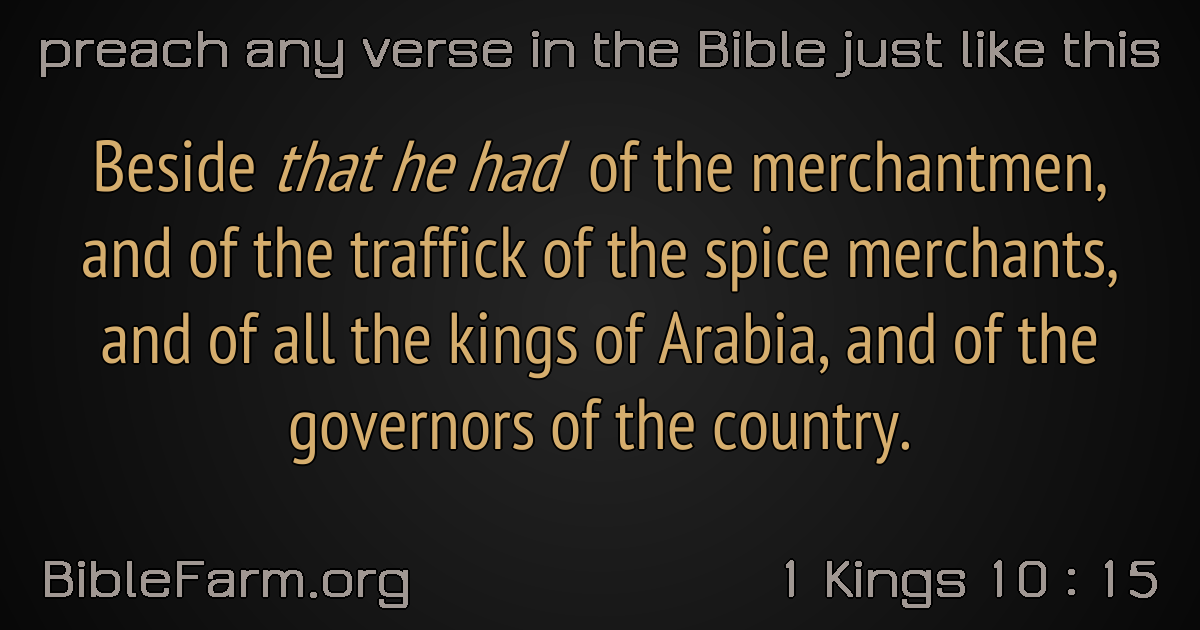 preach any verse in the Bible just like this
Beside that he had of the merchantmen,
and of the traffick of the spice merchants,
and of all the kings of Arabia, and of the
governors of the country.
BibleFarm.org
1 Kings 10 : 15